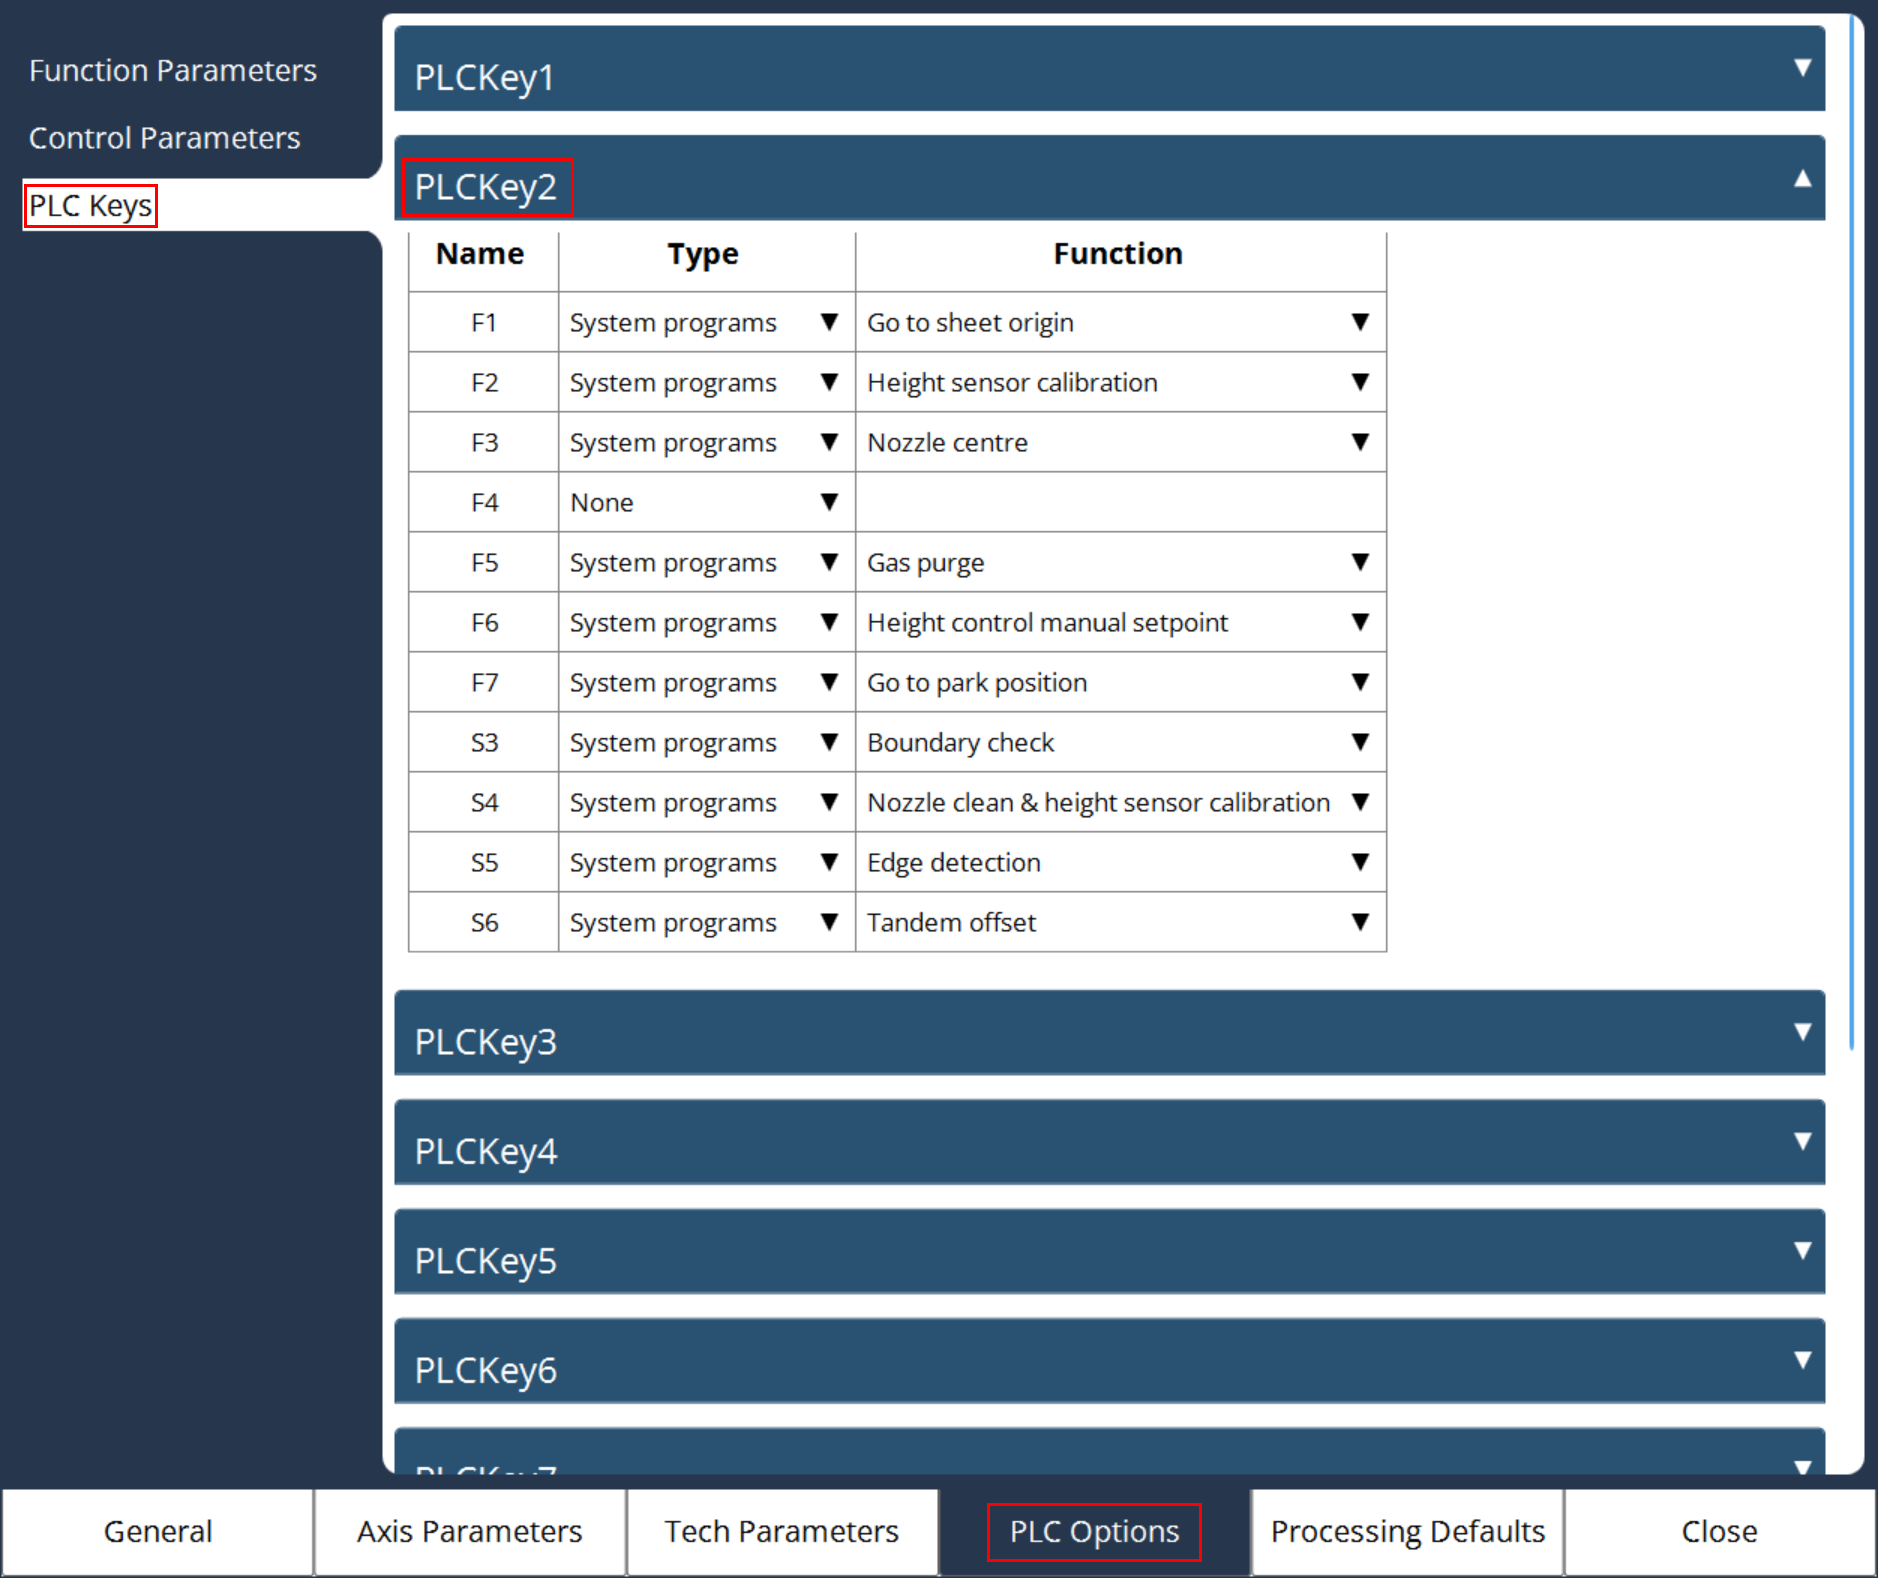 Function Parameters
Control Parameters
PLC Keys
PLCKey1
PLCKey2
Name Type Function
F1 System programs Go to sheet origin
F2 System programs Height sensor calibration
F3 System programs Nozzle centre
F4 None
F5 System programs Gas purge
F6 System programs Height control manual setpoint
F7 System programs Go to park position
S3 System programs Boundary check
S4 System programs Nozzle clean & height sensor calibration
S5 System programs Edge detection
S6 System programs Tandem offset
PLCKey3
PLCKey4
PLCKey5
PLCKey6
PLCKey7
General Axis Parameters Tech Parameters PLC Options Processing Defaults Close